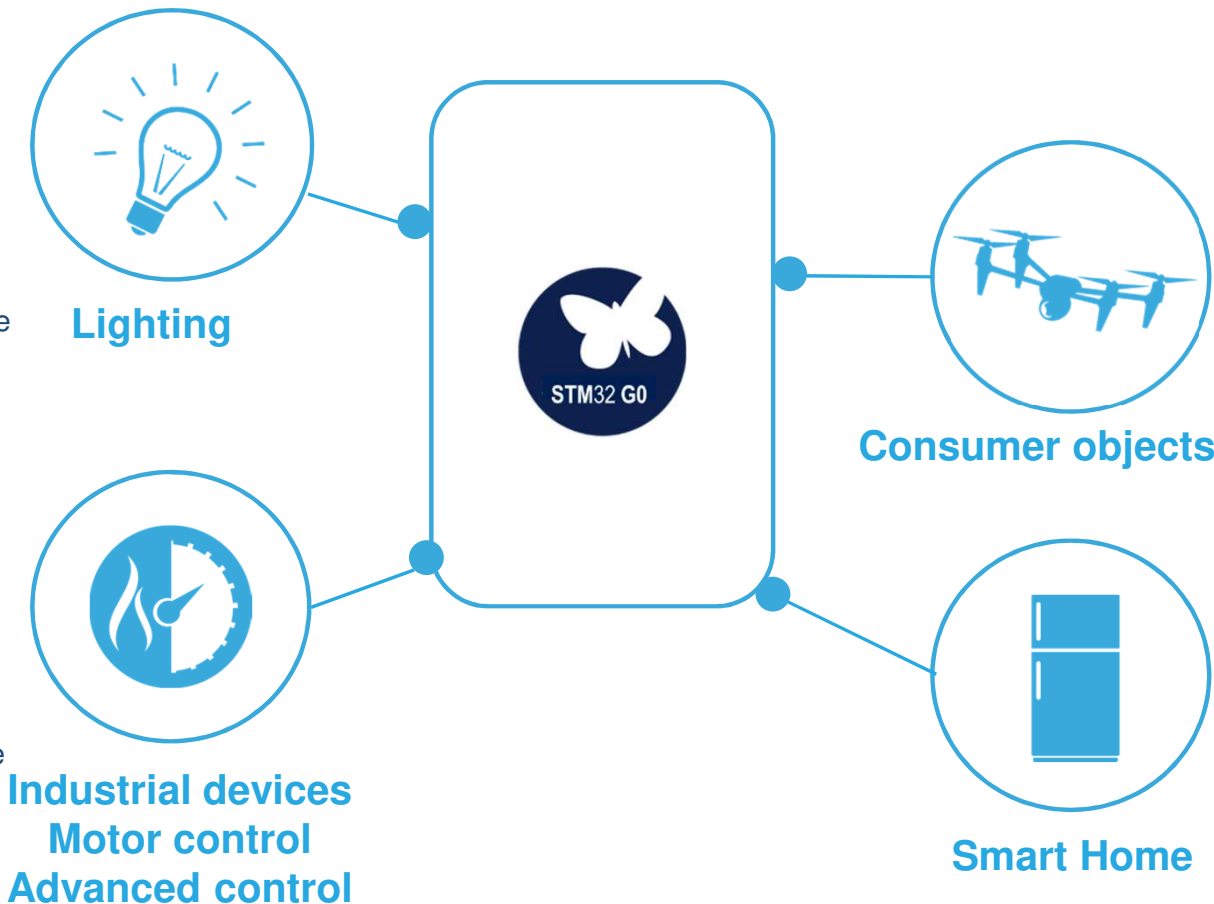 Lighting
STM32 G0
Consumer objects
Industrial devices
Motor control
Advanced control
Smart Home